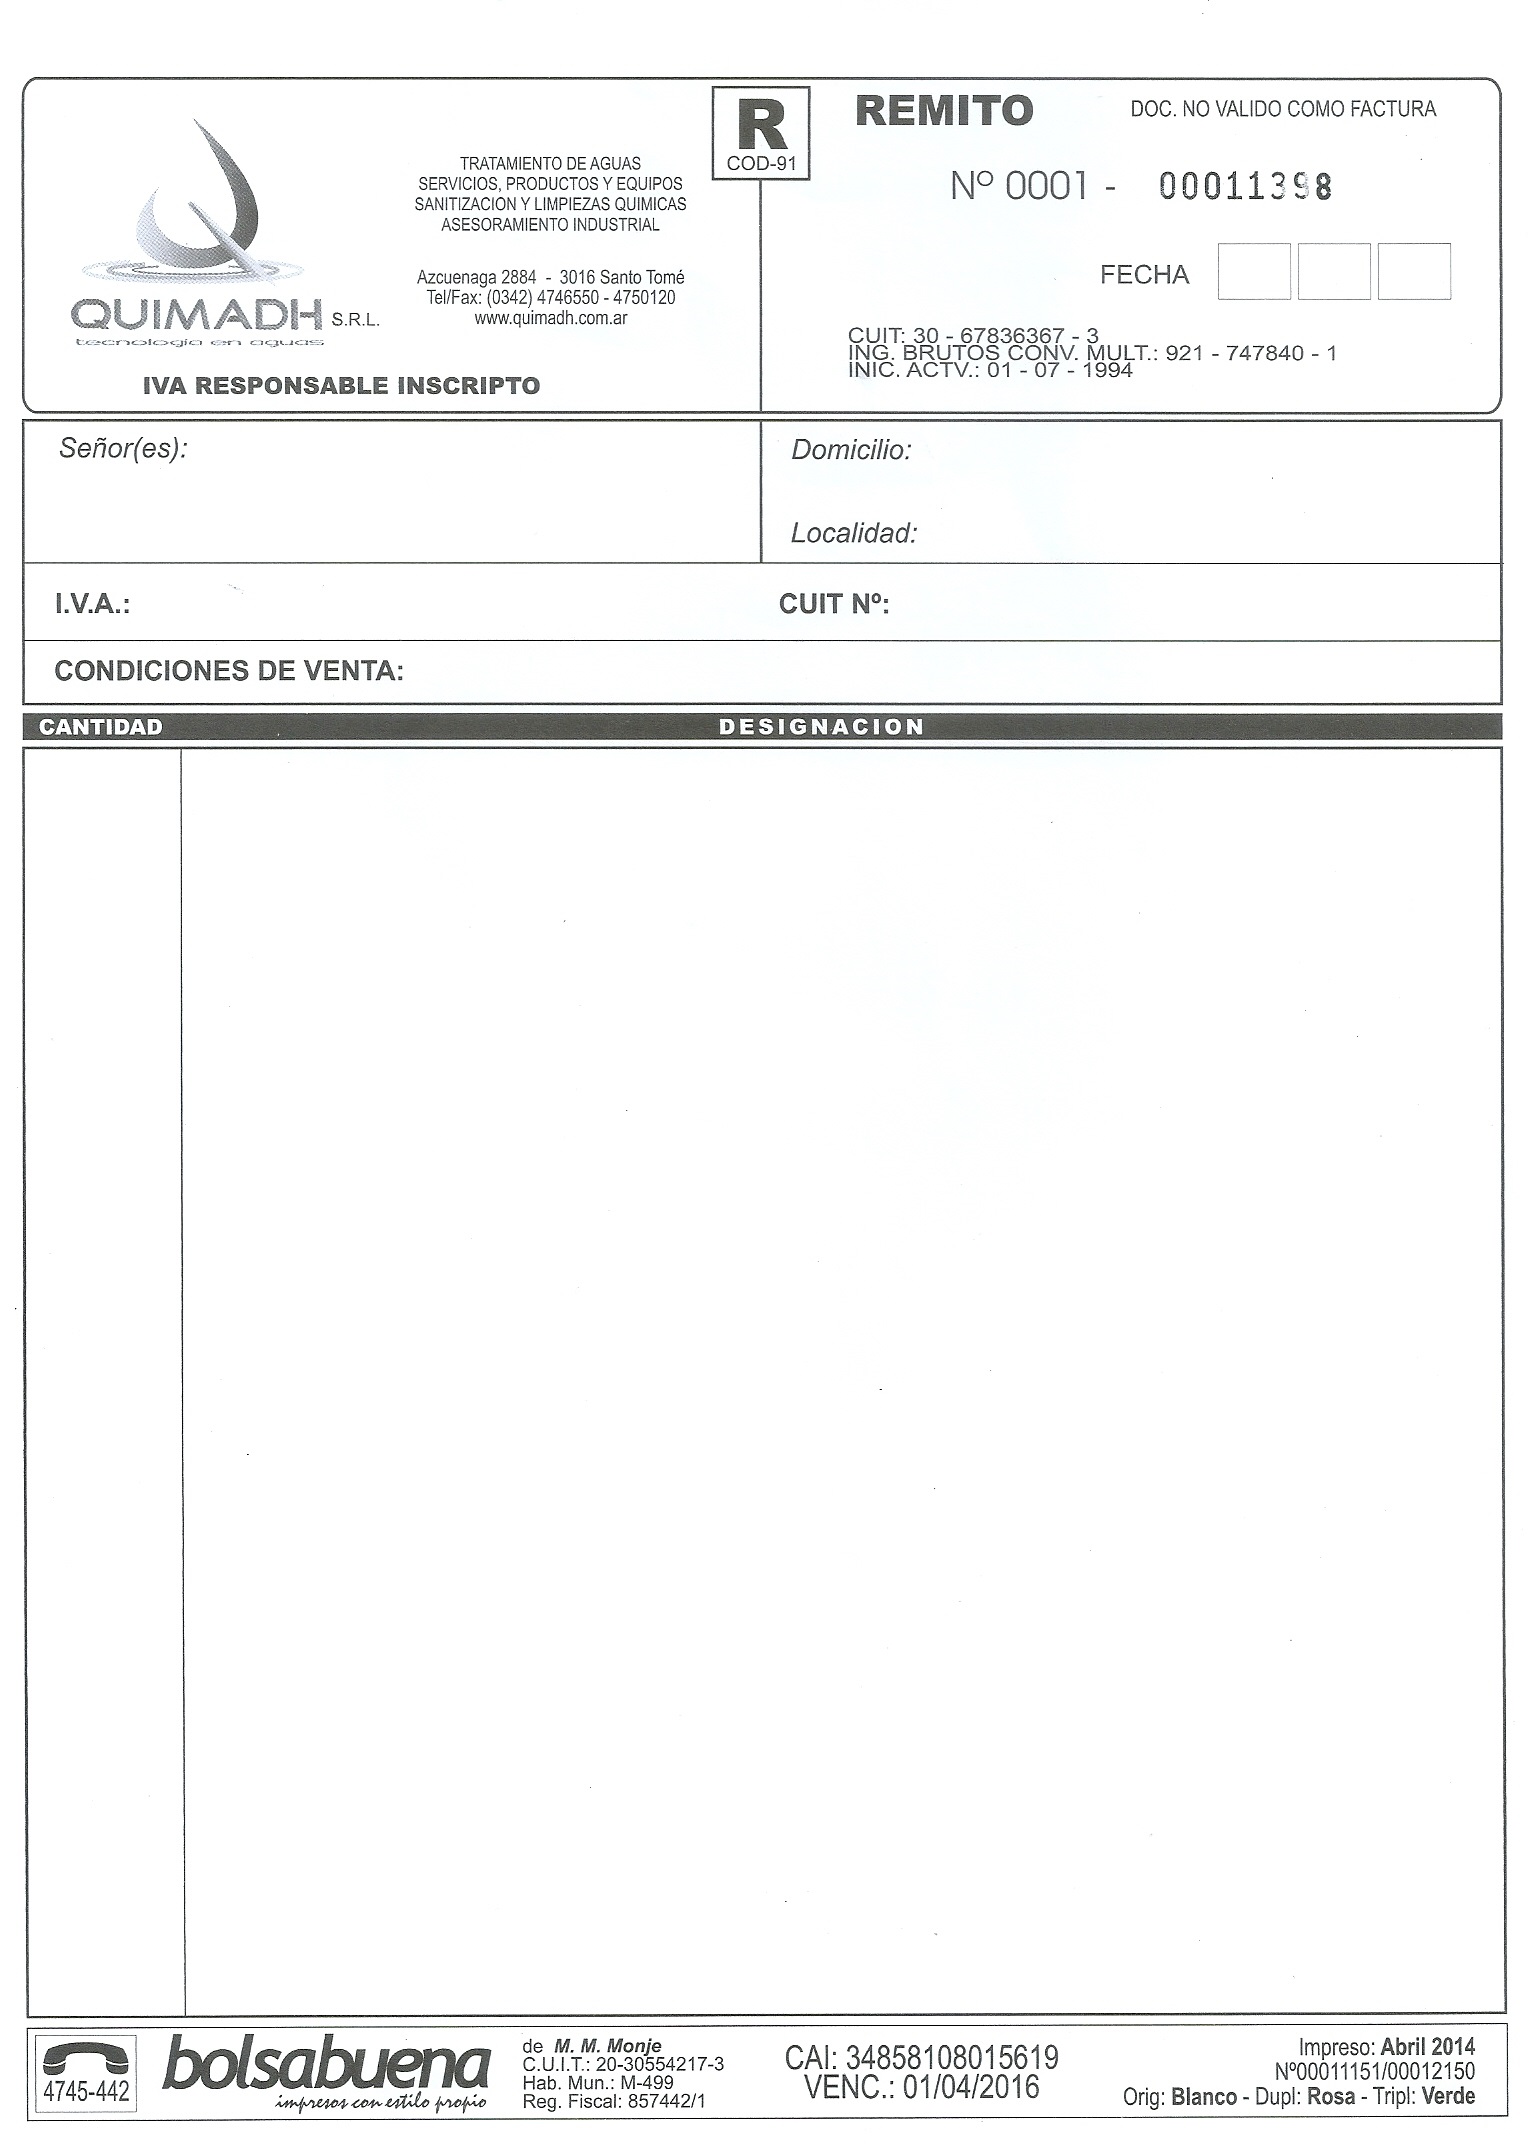 R
COD-91
REMITO
DOC. NO VALIDO COMO FACTURA
Nº 0001 - 00011398
TRATAMIENTO DE AGUAS
SERVICIOS, PRODUCTOS Y EQUIPOS
SANITIZACION Y LIMPIEZAS QUIMICAS
ASESORAMIENTO INDUSTRIAL
Azcuenaga 2884 - 3016 Santo Tomé
Tel/Fax: (0342) 4746550 - 4750120
www.quimadh.com.ar
QUIMADH S.R.L.
tecnología en aguas
IVA RESPONSABLE INSCRIPTO
FECHA
CUIT: 30 - 67836367 - 3
ING. BRUTOS CONV. MULT.: 921 - 747840 - 1
INIC. ACTV.: 01 - 07 - 1994
Señor(es):
Domicilio:
Localidad:
I.V.A.:
CUIT Nº:
CONDICIONES DE VENTA:
CANTIDAD
DESIGNACION
4745-442
bolsabuena
impresos con estilo propio
de M. M. Monje
C.U.I.T.: 20-30554217-3
Hab. Mun.: M-499
Reg. Fiscal: 857442/1
CAI: 34858108015619
VENC.: 01/04/2016
Impreso: Abril 2014
Nº00011151/00012150
Orig: Blanco - Dupl: Rosa - Tripl: Verde